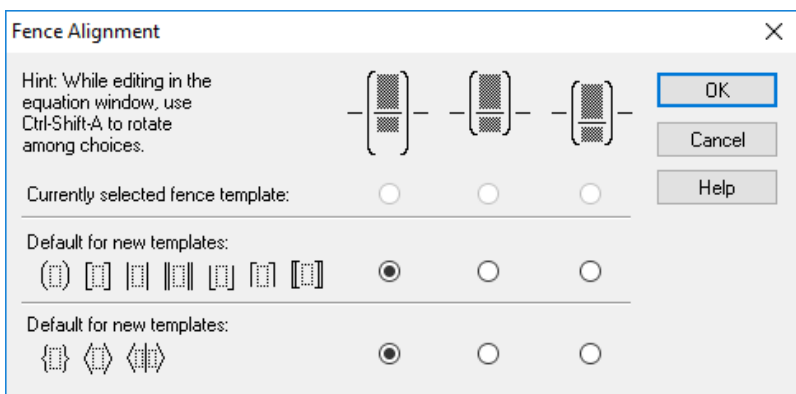 Fence Alignment
Hint: While editing in the
equation window, use
Ctrl-Shift-A to rotate
among choices.
OK
Cancel
Help
Currently selected fence template:
Default for new templates:
Default for new templates: